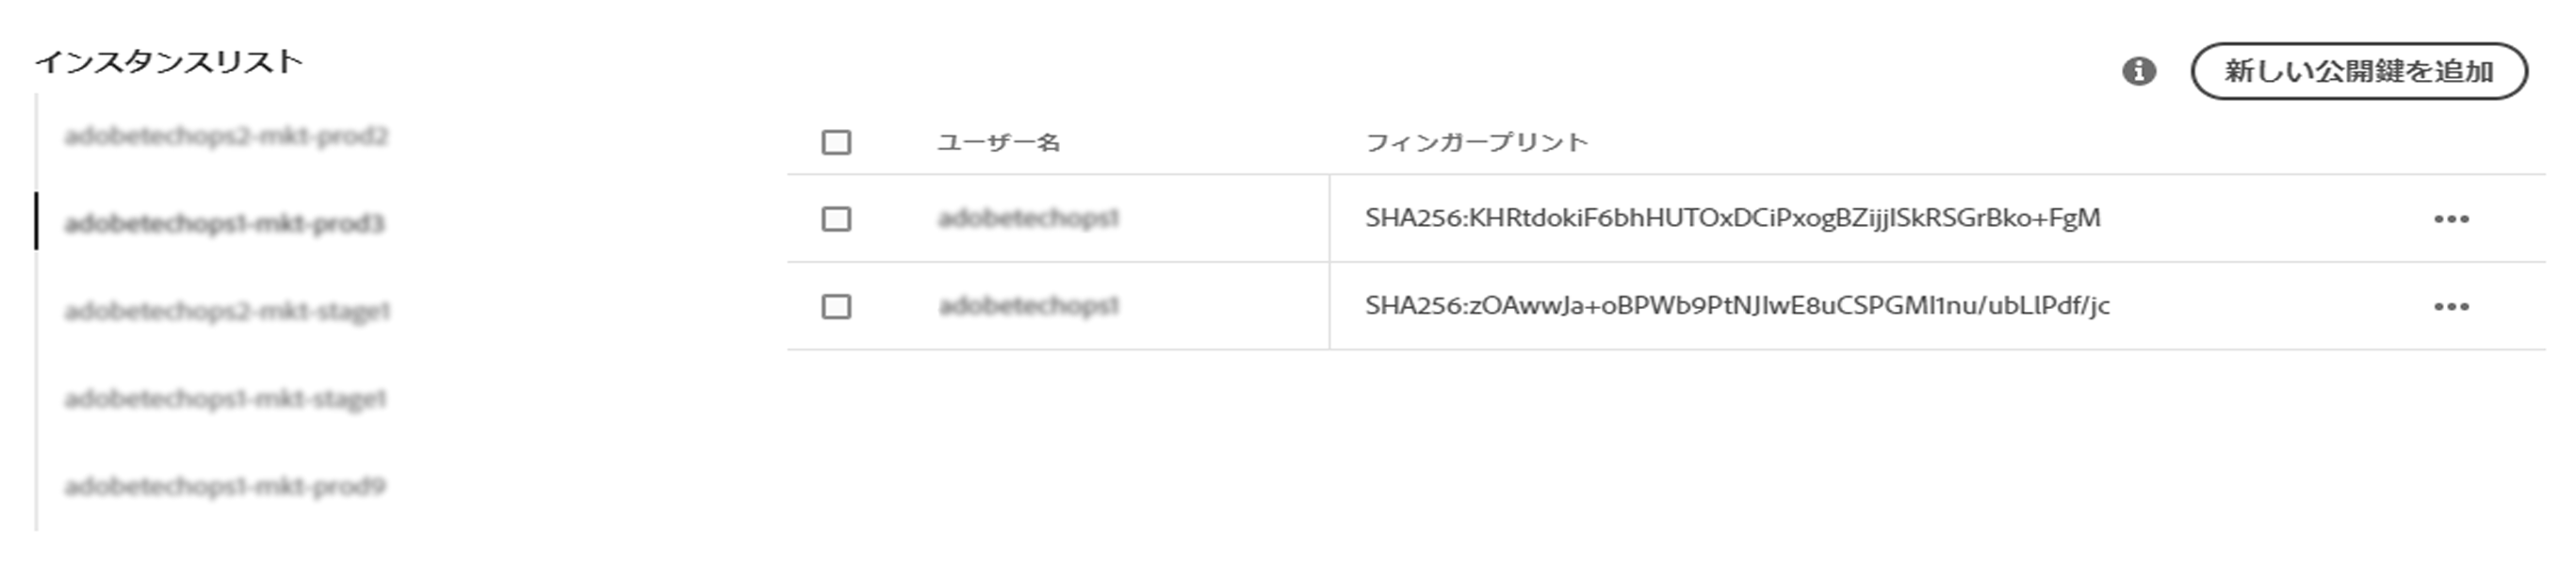 インスタンスリスト
新しい公開鍵を追加
adobetechops2-mkt-prod2
adobetechops1-mkt-prod3
adobetechops2-mkt-stage1
adobetechops1-mkt-stage1
adobetechops1-mkt-prod9
ユーザー名 フィンガープリント
adobetechops1 SHA256:KHRtdokiF6bhHUTOxDCiPxogBZijjISkRSGrBko+FgM
adobetechops1 SHA256:zOAwwJa+oBPWb9PtNJIwE8uCSPGMl1nu/ubLlPdf/jc